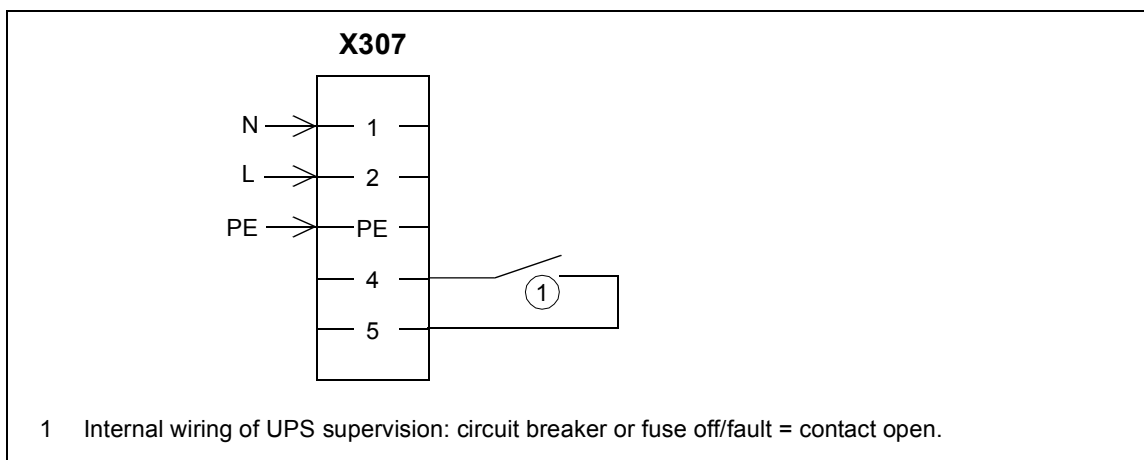 X307
N 1
L 2
PE PE
4
1
5
1 Internal wiring of UPS supervision: circuit breaker or fuse off/fault = contact open.